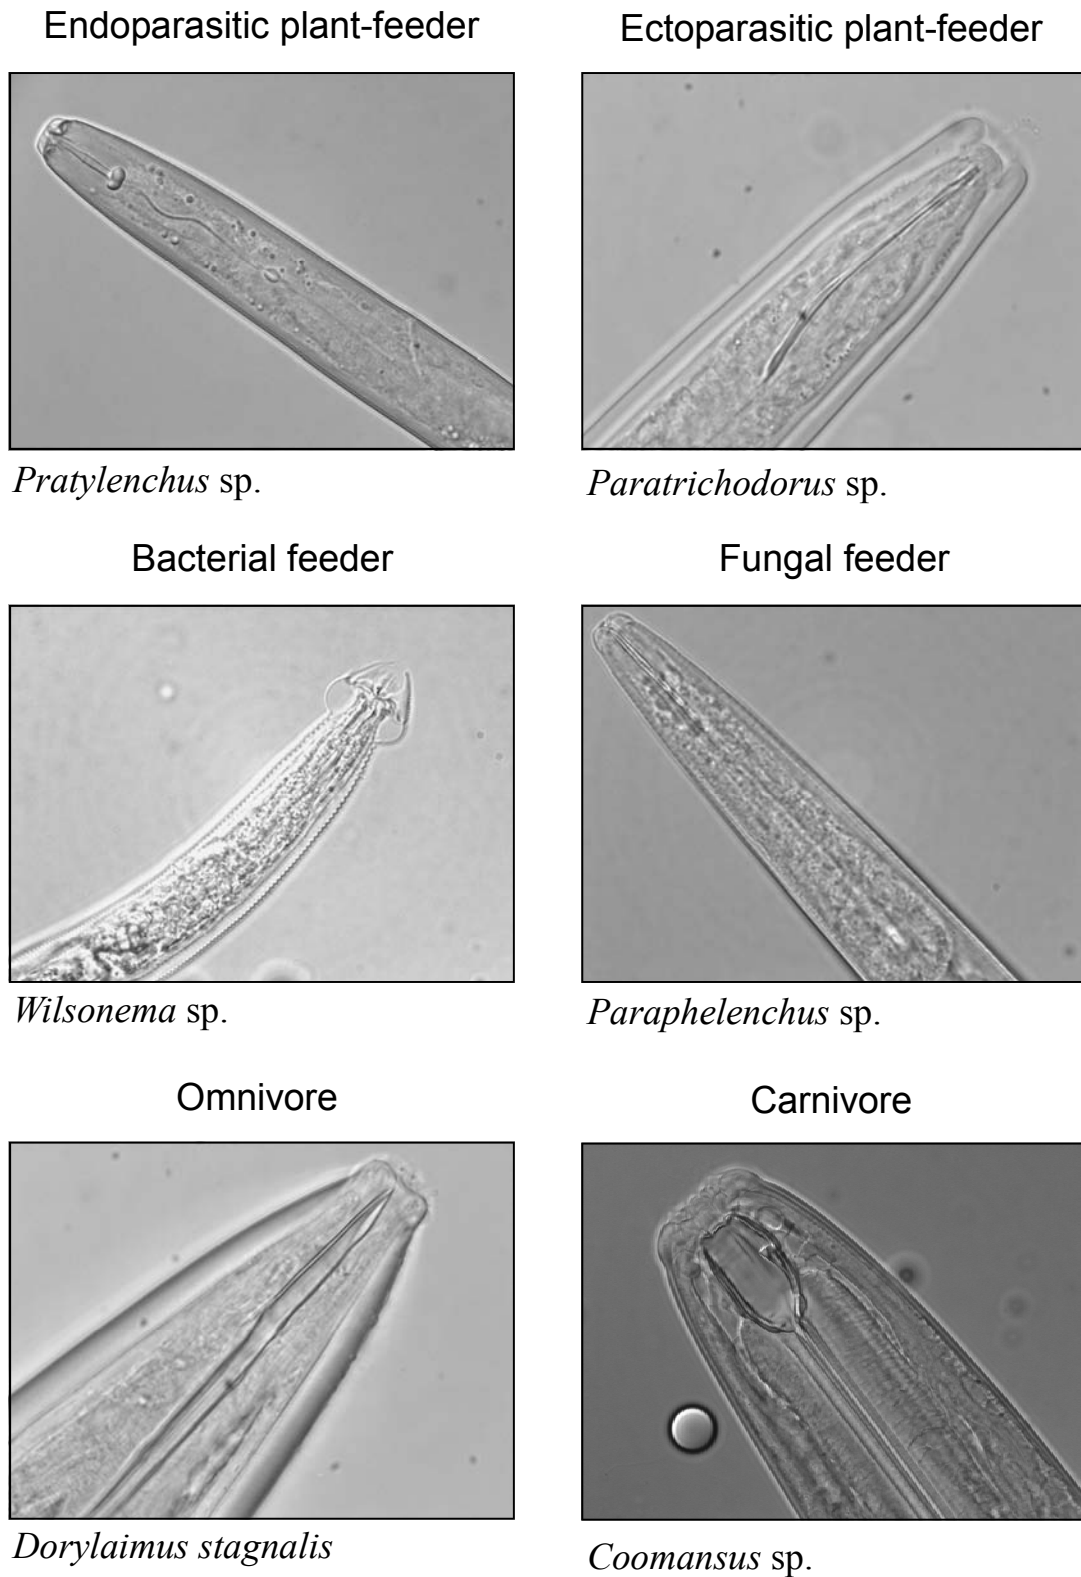 Endoparasitic plant-feeder
Ectoparasitic plant-feeder
Pratylenchus sp.
Paratrichodorus sp.
Bacterial feeder
Fungal feeder
Wilsonema sp.
Paraphelenchus sp.
Omnivore
Carnivore
Dorylaimus stagnalis
Coomansus sp.